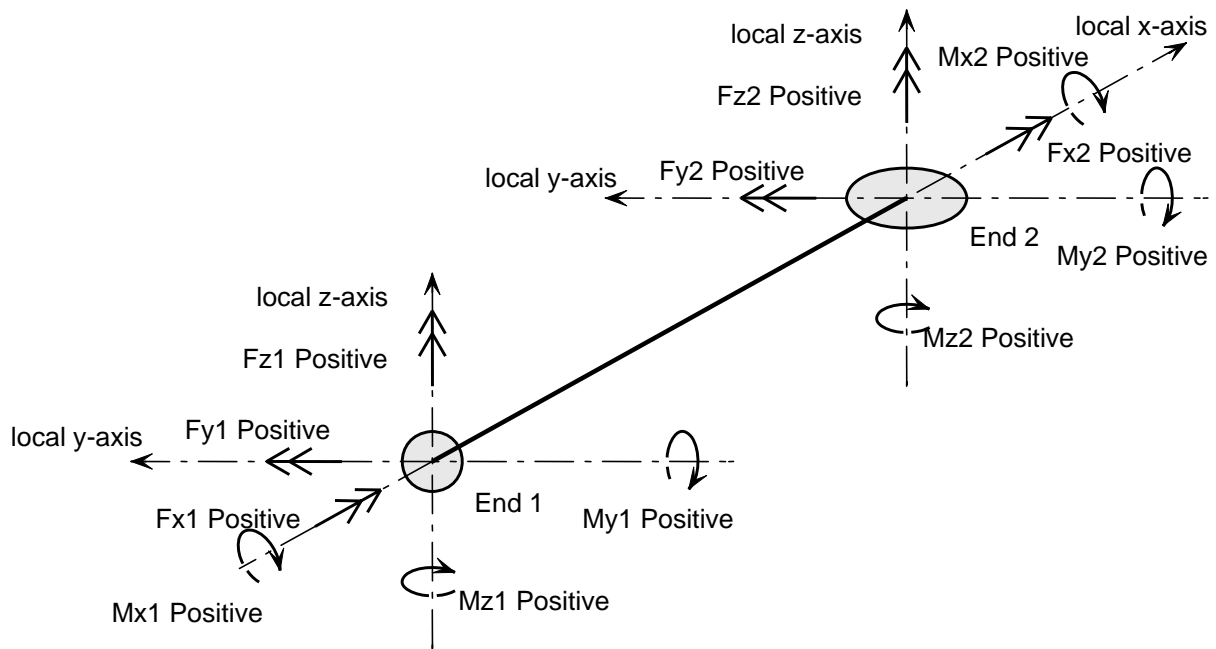 local x-axis
local z-axis
Mx2 Positive
Fz2 Positive
Fx2 Positive
Fy2 Positive
local y-axis
End 2
My2 Positive
Mz2 Positive
local z-axis
Fz1 Positive
Fy1 Positive
local y-axis
End 1
Fx1 Positive
My1 Positive
Mz1 Positive
Mx1 Positive